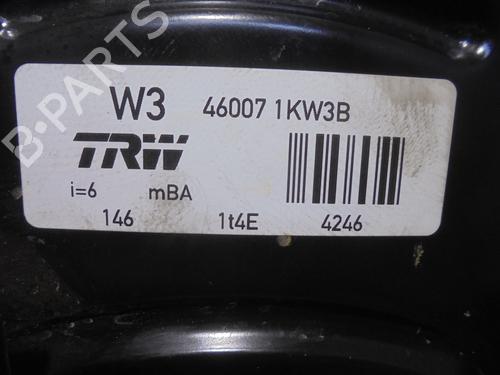 B-PARTS
W3 46007 1KW3B
TRW
i=6 mBA
146 1t4E 4246